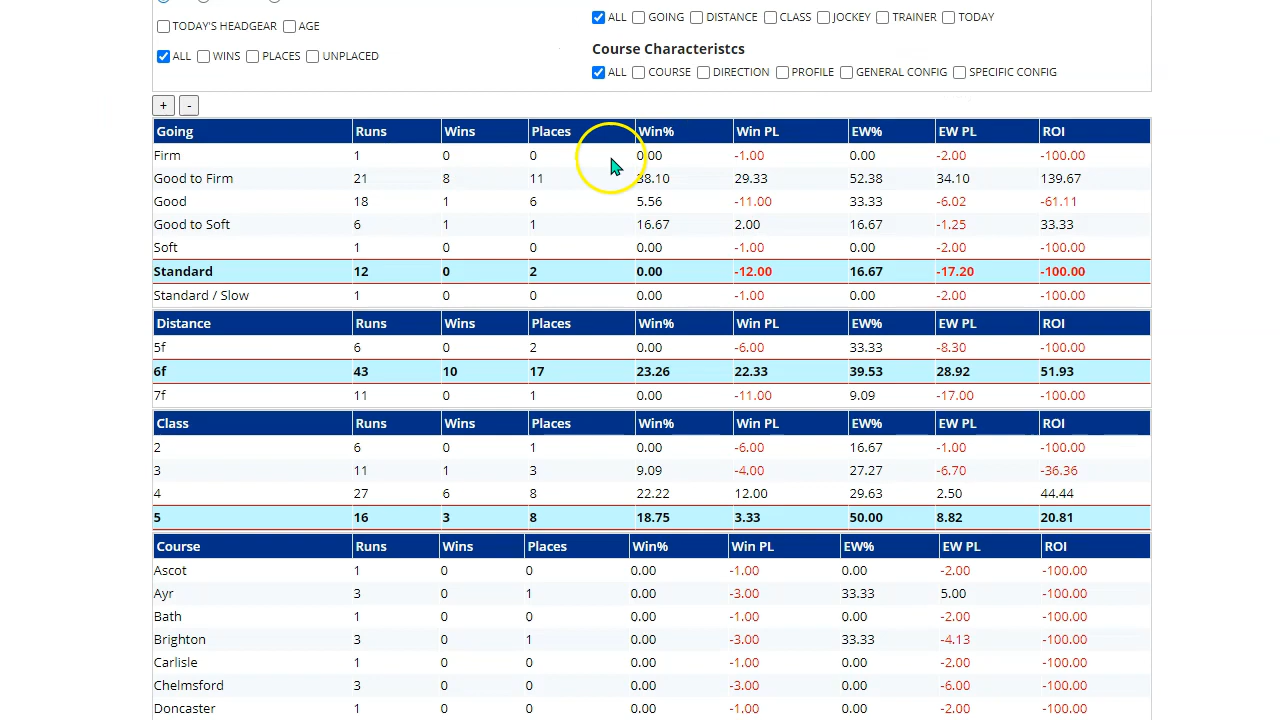 TODAY'S HEADGEAR AGE
ALL WINS PLACES UNPLACED
ALL GOING DISTANCE CLASS JOCKEY TRAINER TODAY
Course Characteristcs
ALL COURSE DIRECTION PROFILE GENERAL CONFIG SPECIFIC CONFIG
+ -
Going Runs Wins Places Win% Win PL EW% EW PL ROI
Firm 1 0 0 0.00 -1.00 0.00 -2.00 -100.00
Good to Firm 21 8 11 38.10 29.33 52.38 34.10 139.67
Good 18 1 6 5.56 -11.00 33.33 -6.02 -61.11
Good to Soft 6 1 1 16.67 2.00 16.67 -1.25 33.33
Soft 1 0 0 0.00 -1.00 0.00 -2.00 -100.00
Standard 12 0 2 0.00 -12.00 16.67 -17.20 -100.00
Standard / Slow 1 0 0 0.00 -1.00 0.00 -2.00 -100.00
Distance Runs Wins Places Win% Win PL EW% EW PL ROI
5f 6 0 2 0.00 -6.00 33.33 -8.30 -100.00
6f 43 10 17 23.26 22.33 39.53 28.92 51.93
7f 11 0 1 0.00 -11.00 9.09 -17.00 -100.00
Class Runs Wins Places Win% Win PL EW% EW PL ROI
2 6 0 1 0.00 -6.00 16.67 -1.00 -100.00
3 11 1 3 9.09 -4.00 27.27 -6.70 -36.36
4 27 6 8 22.22 12.00 29.63 2.50 44.44
5 16 3 8 18.75 3.33 50.00 8.82 20.81
Course Runs Wins Places Win% Win PL EW% EW PL ROI
Ascot 1 0 0 0.00 -1.00 0.00 -2.00 -100.00
Ayr 3 0 1 0.00 -3.00 33.33 5.00 -100.00
Bath 1 0 0 0.00 -1.00 0.00 -2.00 -100.00
Brighton 3 0 1 0.00 -3.00 33.33 -4.13 -100.00
Carlisle 1 0 0 0.00 -1.00 0.00 -2.00 -100.00
Chelmsford 3 0 0 0.00 -3.00 0.00 -6.00 -100.00
Doncaster 1 0 0 0.00 -1.00 0.00 -2.00 -100.00